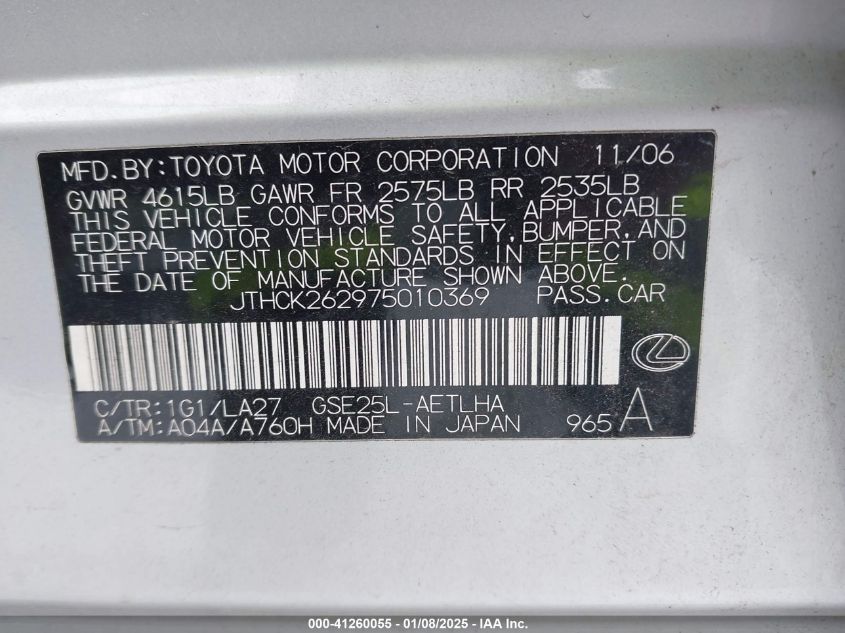 MFD.BY:TOYOTA MOTOR CORPORATION 11/06
GVWR 4615LB GAWR FR 2575LB RR 2535LB
THIS VEHICLE CONFORMS TO ALL APPLICABLE
FEDERAL MOTOR VEHICLE SAFETY,BUMPER,AND
THEFT PREVENTION STANDARDS IN EFFECT ON
THE DATE OF MANUFACTURE SHOWN ABOVE.
JTHCK262975010369 PASS.CAR
C/TR:1G1/LA27 GSE25L-AETLHA
A/TM:A04A/A760H MADE IN JAPAN 965 A
000-41260055 — 01/08/2025 — IAA Inc.